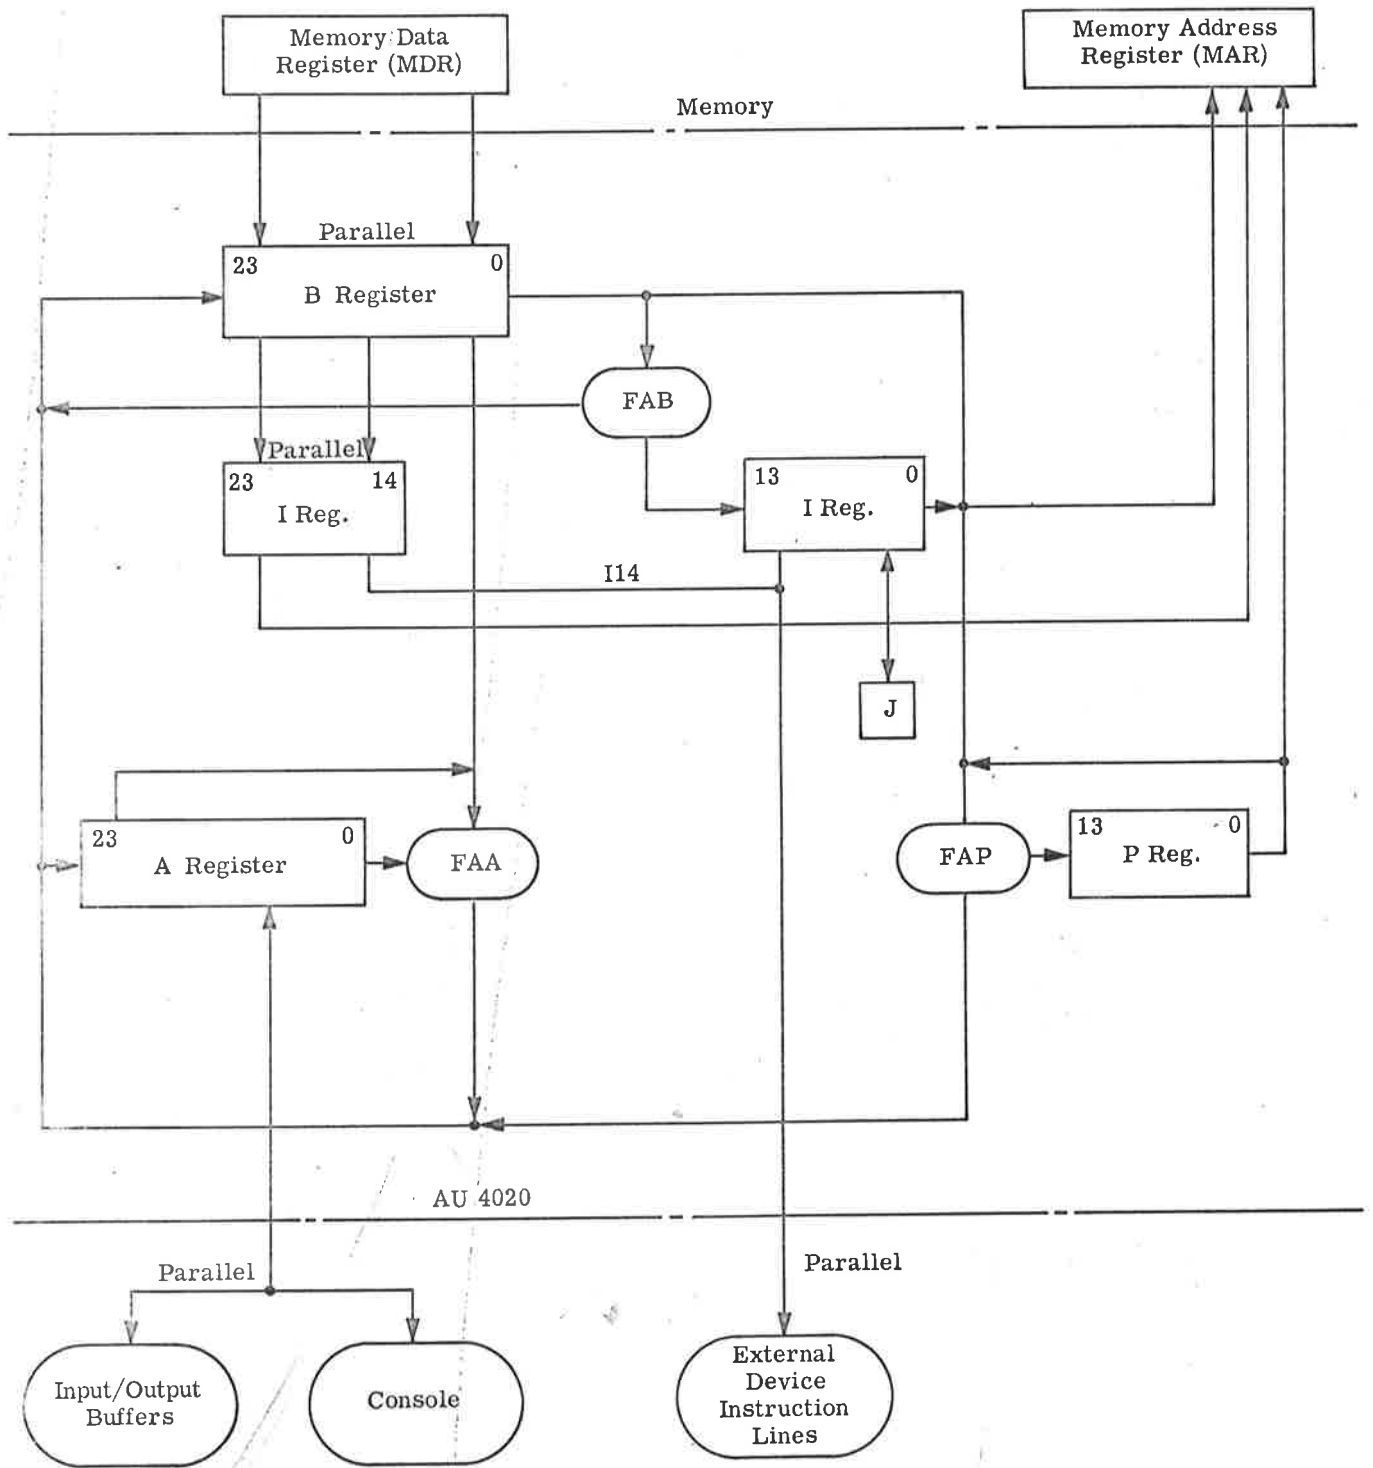 Memory Data
Register (MDR)
Memory Address
Register (MAR)
Memory
Parallel
23
0
B Register
FAB
Parallel
23
14
I Reg.
13
0
I Reg.
I14
J
23
0
A Register
FAA
FAP
13
0
P Reg.
AU 4020
Parallel
Parallel
Input/Output
Buffers
Console
External
Device
Instruction
Lines